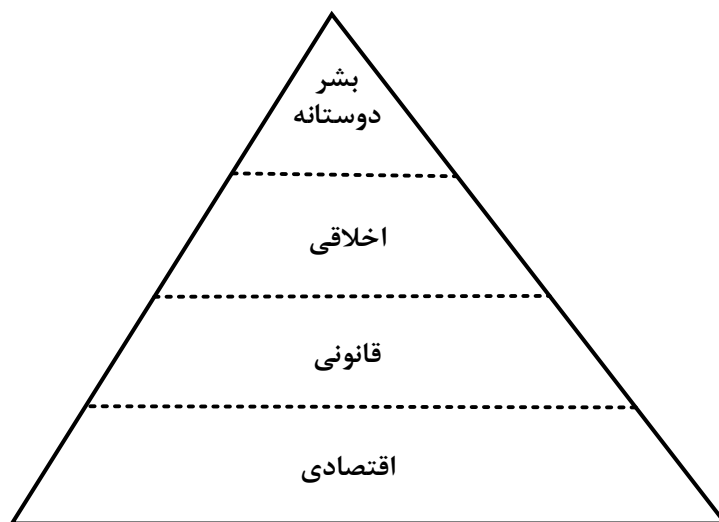 بشر
دوستانه
اخلاقی
قانونی
اقتصادی